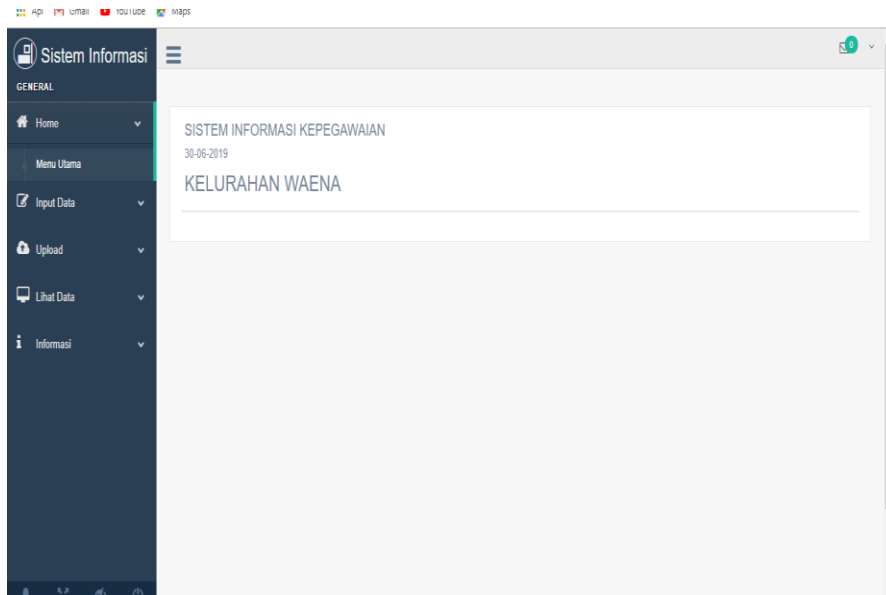 Gmail YouTube Maps
Sistem Informasi
0
GENERAL
Home
Menu Utama
Input Data
Upload
Lihat Data
Informasi
SISTEM INFORMASI KEPEGAWAIAN
30-06-2019
KELURAHAN WAENA